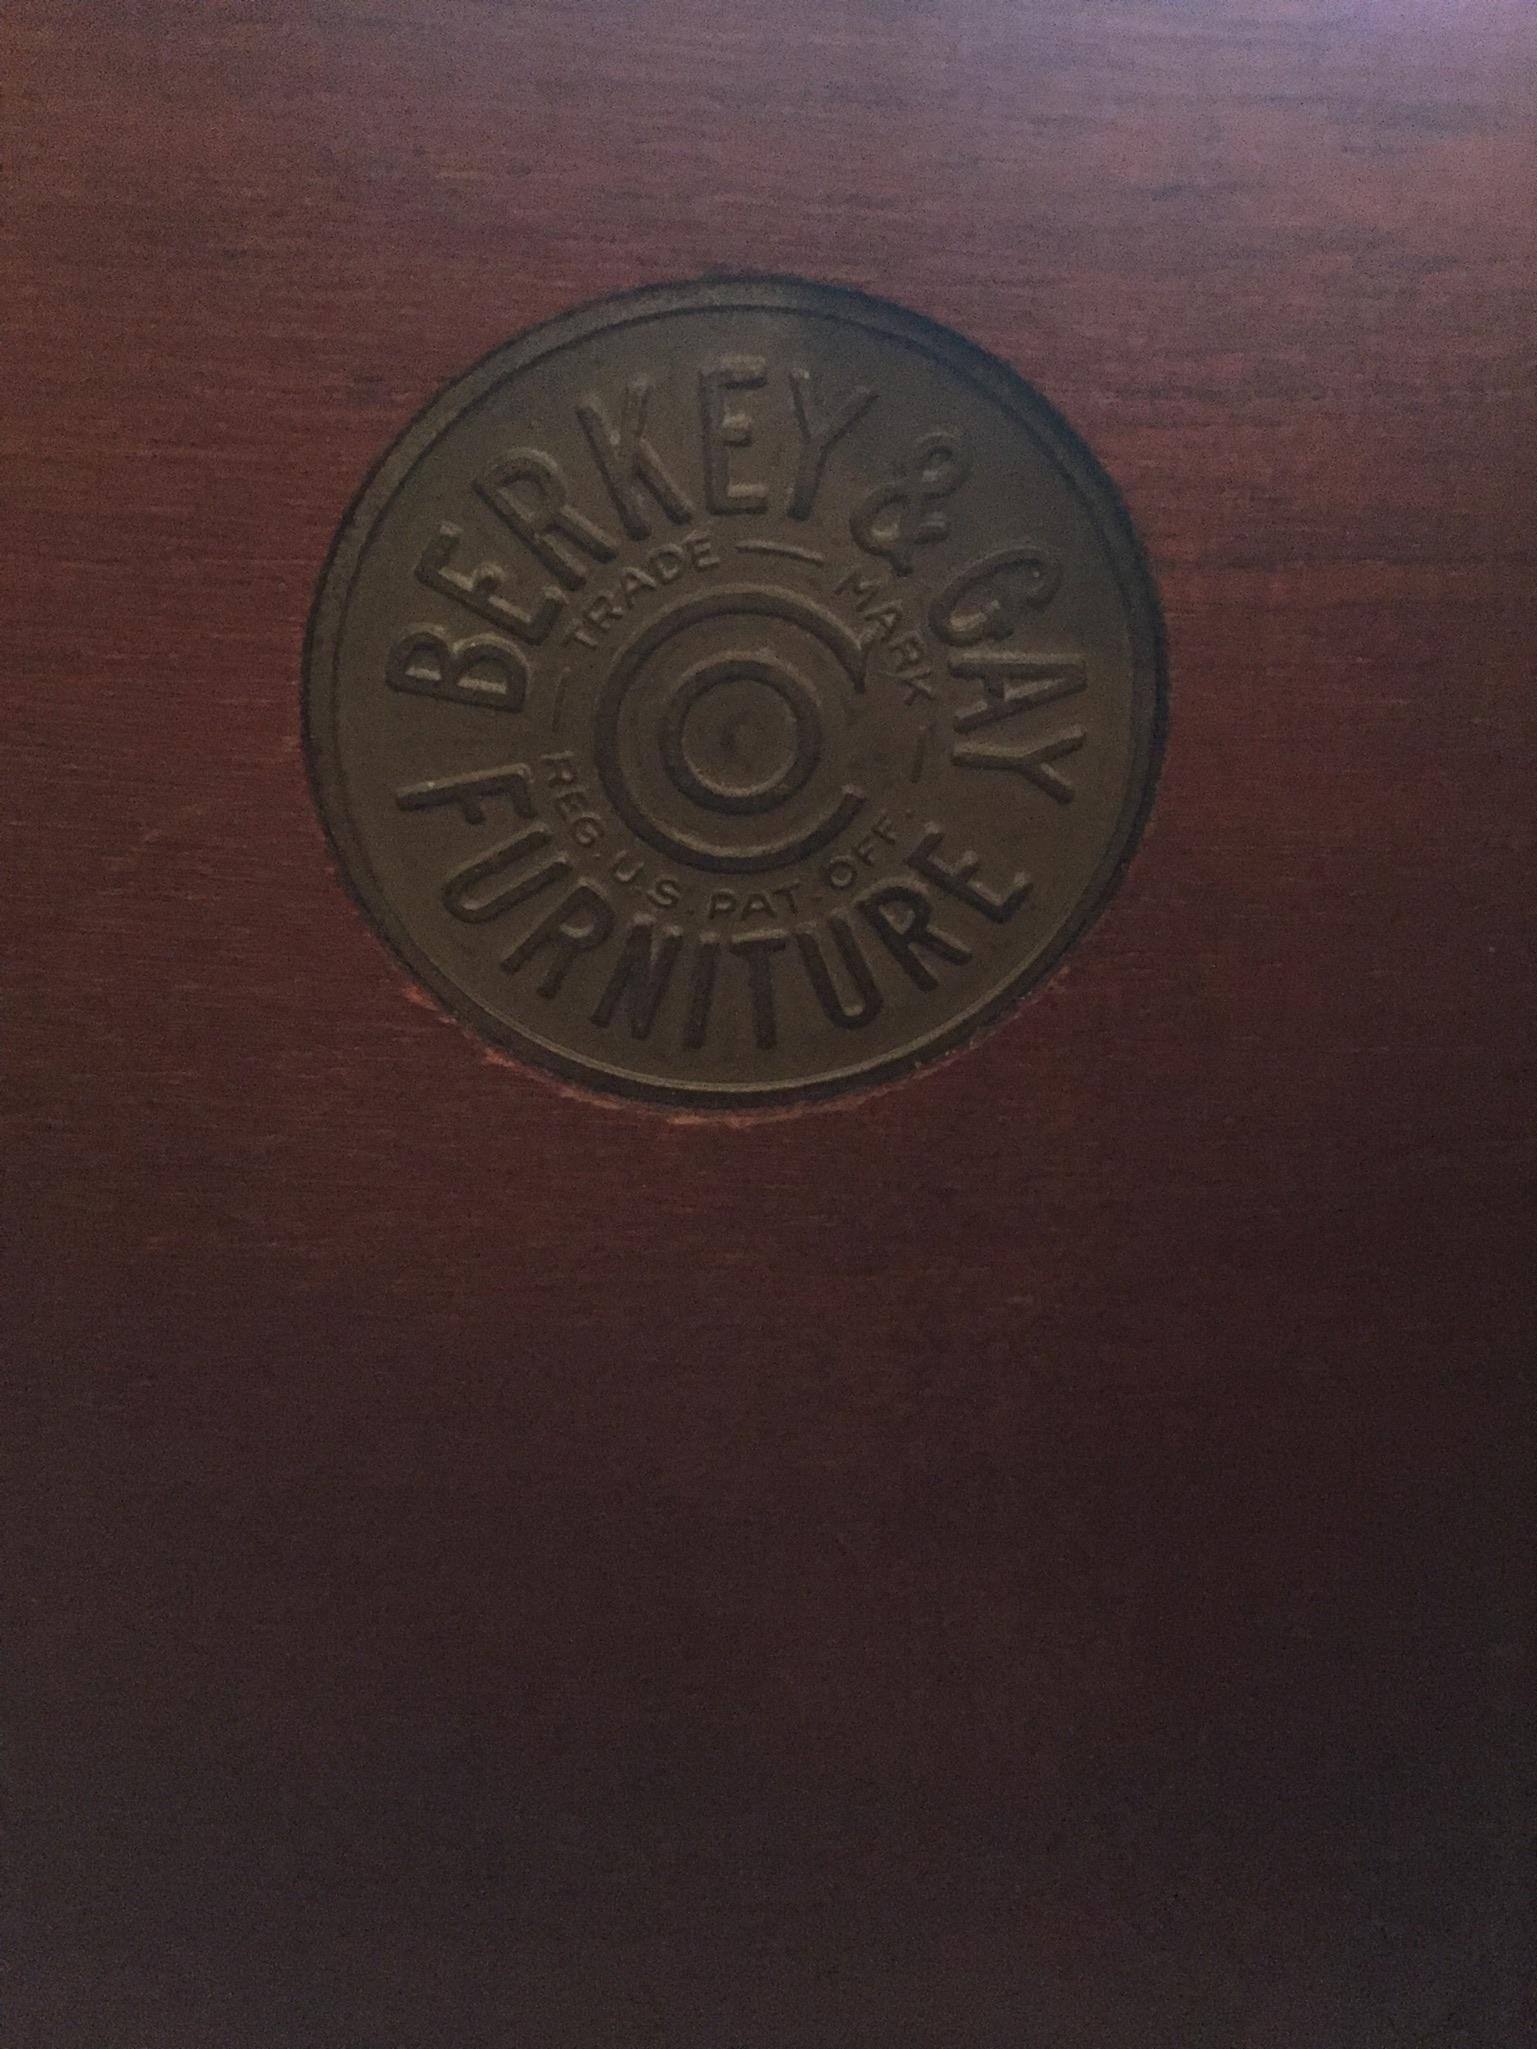 BERKEY & GAY
TRADE — MARK
REG. U.S. PAT. OFF.
FURNITURE